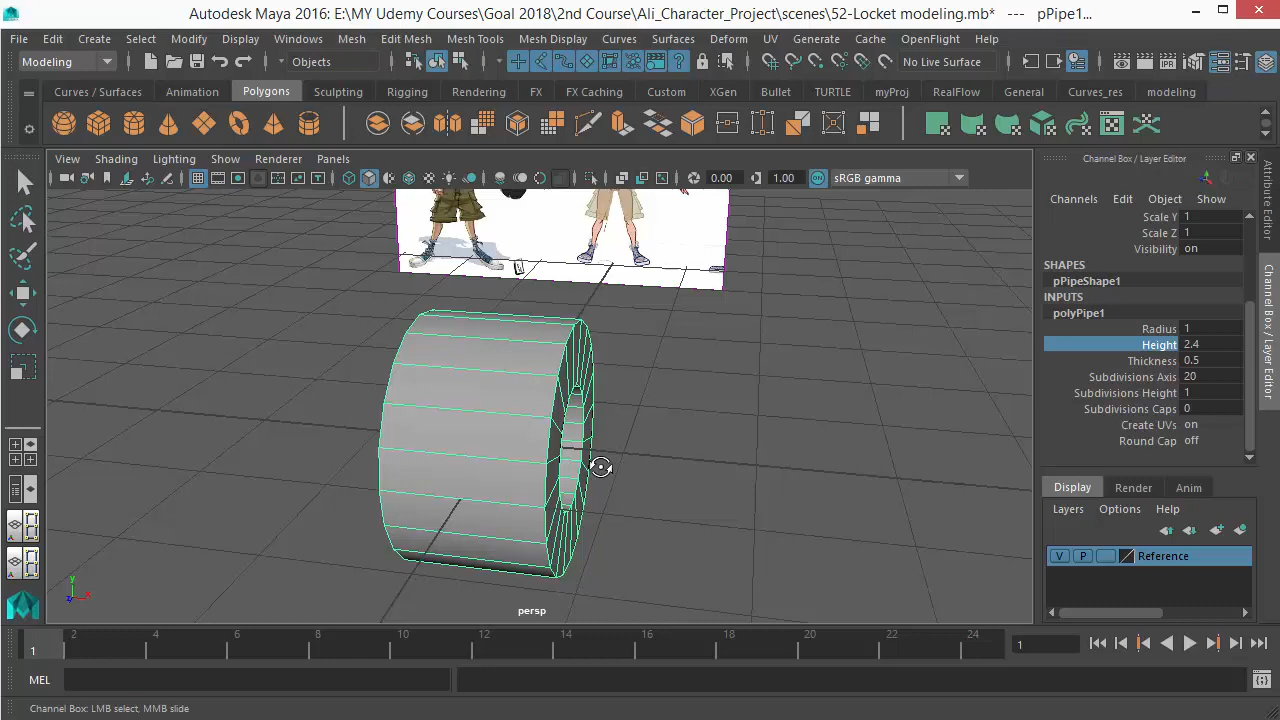 Autodesk Maya 2016: E:\MY Udemy Courses\Goal 2018\2nd Course\Ali_Character_Project\scenes\52-Locket modeling.mb* --- pPipe1...
File Edit Create Select Modify Display Windows Mesh Edit Mesh Mesh Tools Mesh Display Curves Surfaces Deform UV Generate Cache OpenFlight Help
Modeling Objects No Live Surface
Curves / Surfaces Animation Polygons Sculpting Rigging Rendering FX FX Caching Custom XGen Bullet TURTLE myProj RealFlow General Curves_res modeling
View Shading Lighting Show Renderer Panels
0.00 1.00 sRGB gamma
Channel Box / Layer Editor
Channels Edit Object Show
Scale Y 1
Scale Z 1
Visibility on
SHAPES
pPipeShape1
INPUTS
polyPipe1
Radius 1
Height 2.4
Thickness 0.5
Subdivisions Axis 20
Subdivisions Height 1
Subdivisions Caps 0
Create UVs on
Round Cap off
Attribute Editor
Channel Box / Layer Editor
Display Render Anim
Layers Options Help
V P Reference
y
z x
persp
2 4 6 8 10 12 14 16 18 20 22 24
1 1
MEL
Channel Box: LMB select, MMB slide